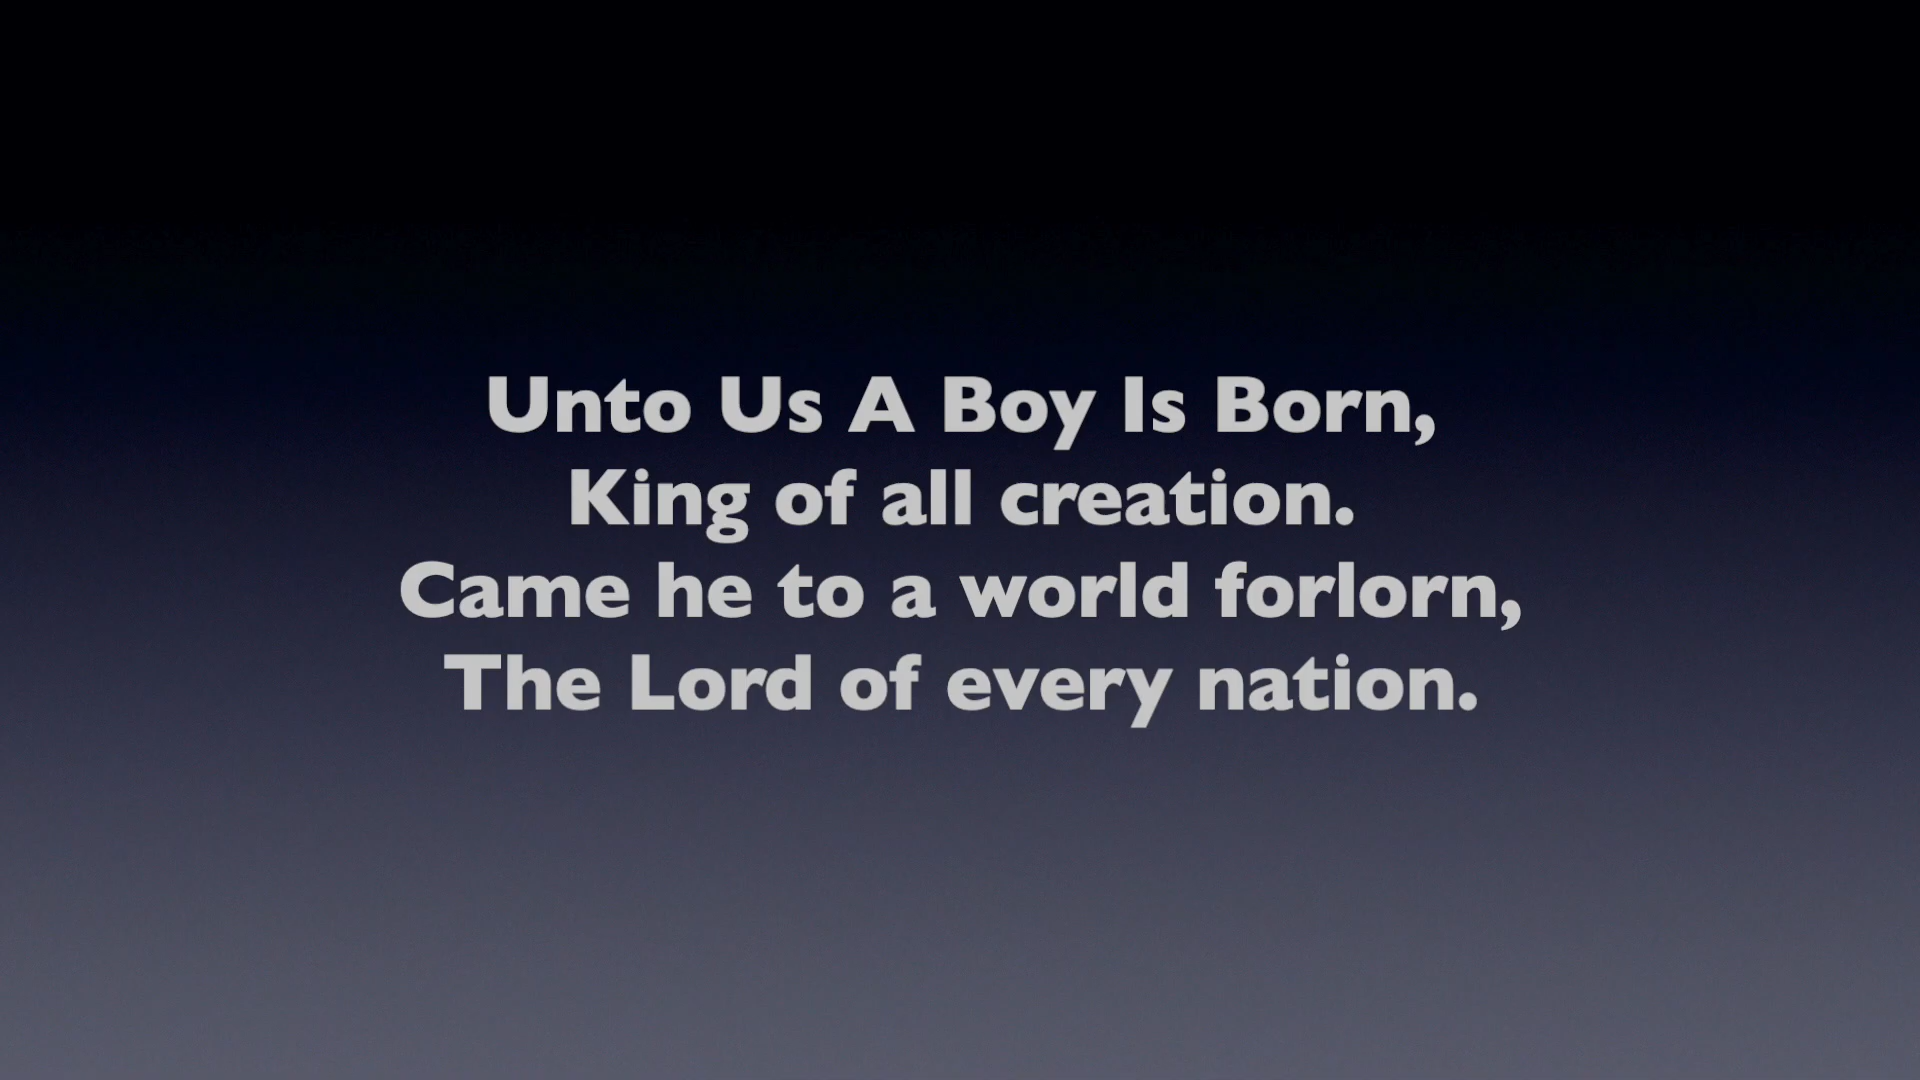 Unto Us A Boy Is Born,
King of all creation.
Came he to a world forlorn,
The Lord of every nation.